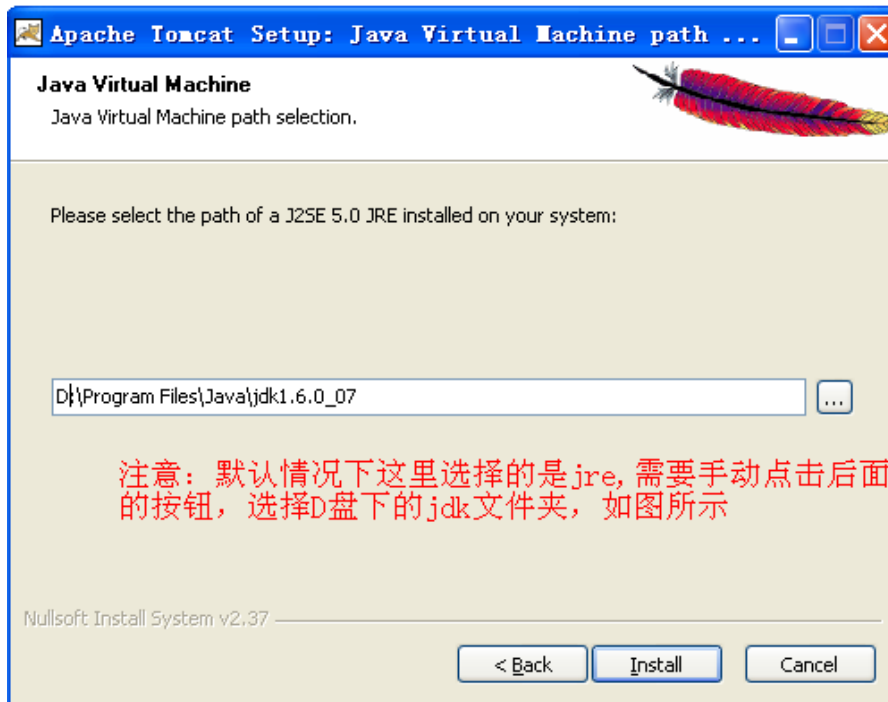 Apache Tomcat Setup: Java Virtual Machine path ...
Java Virtual Machine
Java Virtual Machine path selection.
Please select the path of a J2SE 5.0 JRE installed on your system:
D:\Program Files\Java\jdk1.6.0_07
...
注意：默认情况下这里选择的是jre,需要手动点击后面
的按钮，选择D盘下的jdk文件夹，如图所示
Nullsoft Install System v2.37
< Back
Install
Cancel